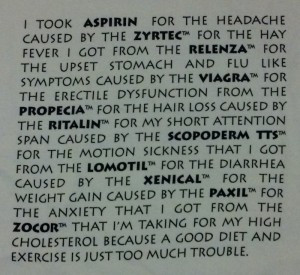 I TOOK ASPIRIN FOR THE HEADACHE
CAUSED BY THE ZYRTEC™ FOR THE HAY
FEVER I GOT FROM THE RELENZA™ FOR
THE UPSET STOMACH AND FLU LIKE
SYMPTOMS CAUSED BY THE VIAGRA™ FOR
THE ERECTILE DYSFUNCTION FROM THE
PROPECIA™ FOR THE HAIR LOSS CAUSED BY
THE RITALIN™ FOR MY SHORT ATTENTION
SPAN CAUSED BY THE SCOPODERM TTS™
FOR THE MOTION SICKNESS THAT I GOT
FROM THE LOMOTIL™ FOR THE DIARRHEA
CAUSED BY THE XENICAL™ FOR THE
WEIGHT GAIN CAUSED BY THE PAXIL™ FOR
THE ANXIETY THAT I GOT FROM THE
ZOCOR™ THAT I'M TAKING FOR MY HIGH
CHOLESTEROL BECAUSE A GOOD DIET AND
EXERCISE IS JUST TOO MUCH TROUBLE.